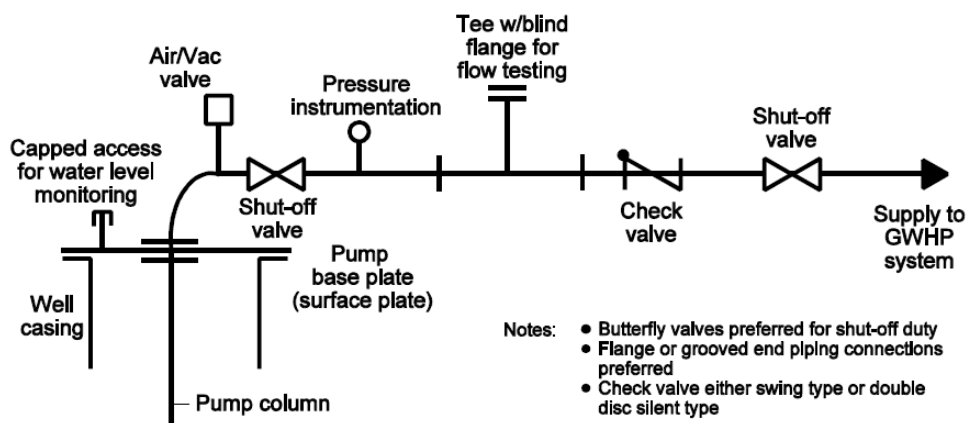 Air/Vac
valve
Tee w/blind
flange for
flow testing
Pressure
instrumentation
Shut-off
valve
Capped access
for water level
monitoring
Shut-off
valve
Check
valve
Supply to
GWHP
system
Pump
base plate
(surface plate)
Well
casing
Pump column
Notes:
● Butterfly valves preferred for shut-off duty
● Flange or grooved end piping connections
preferred
● Check valve either swing type or double
disc silent type